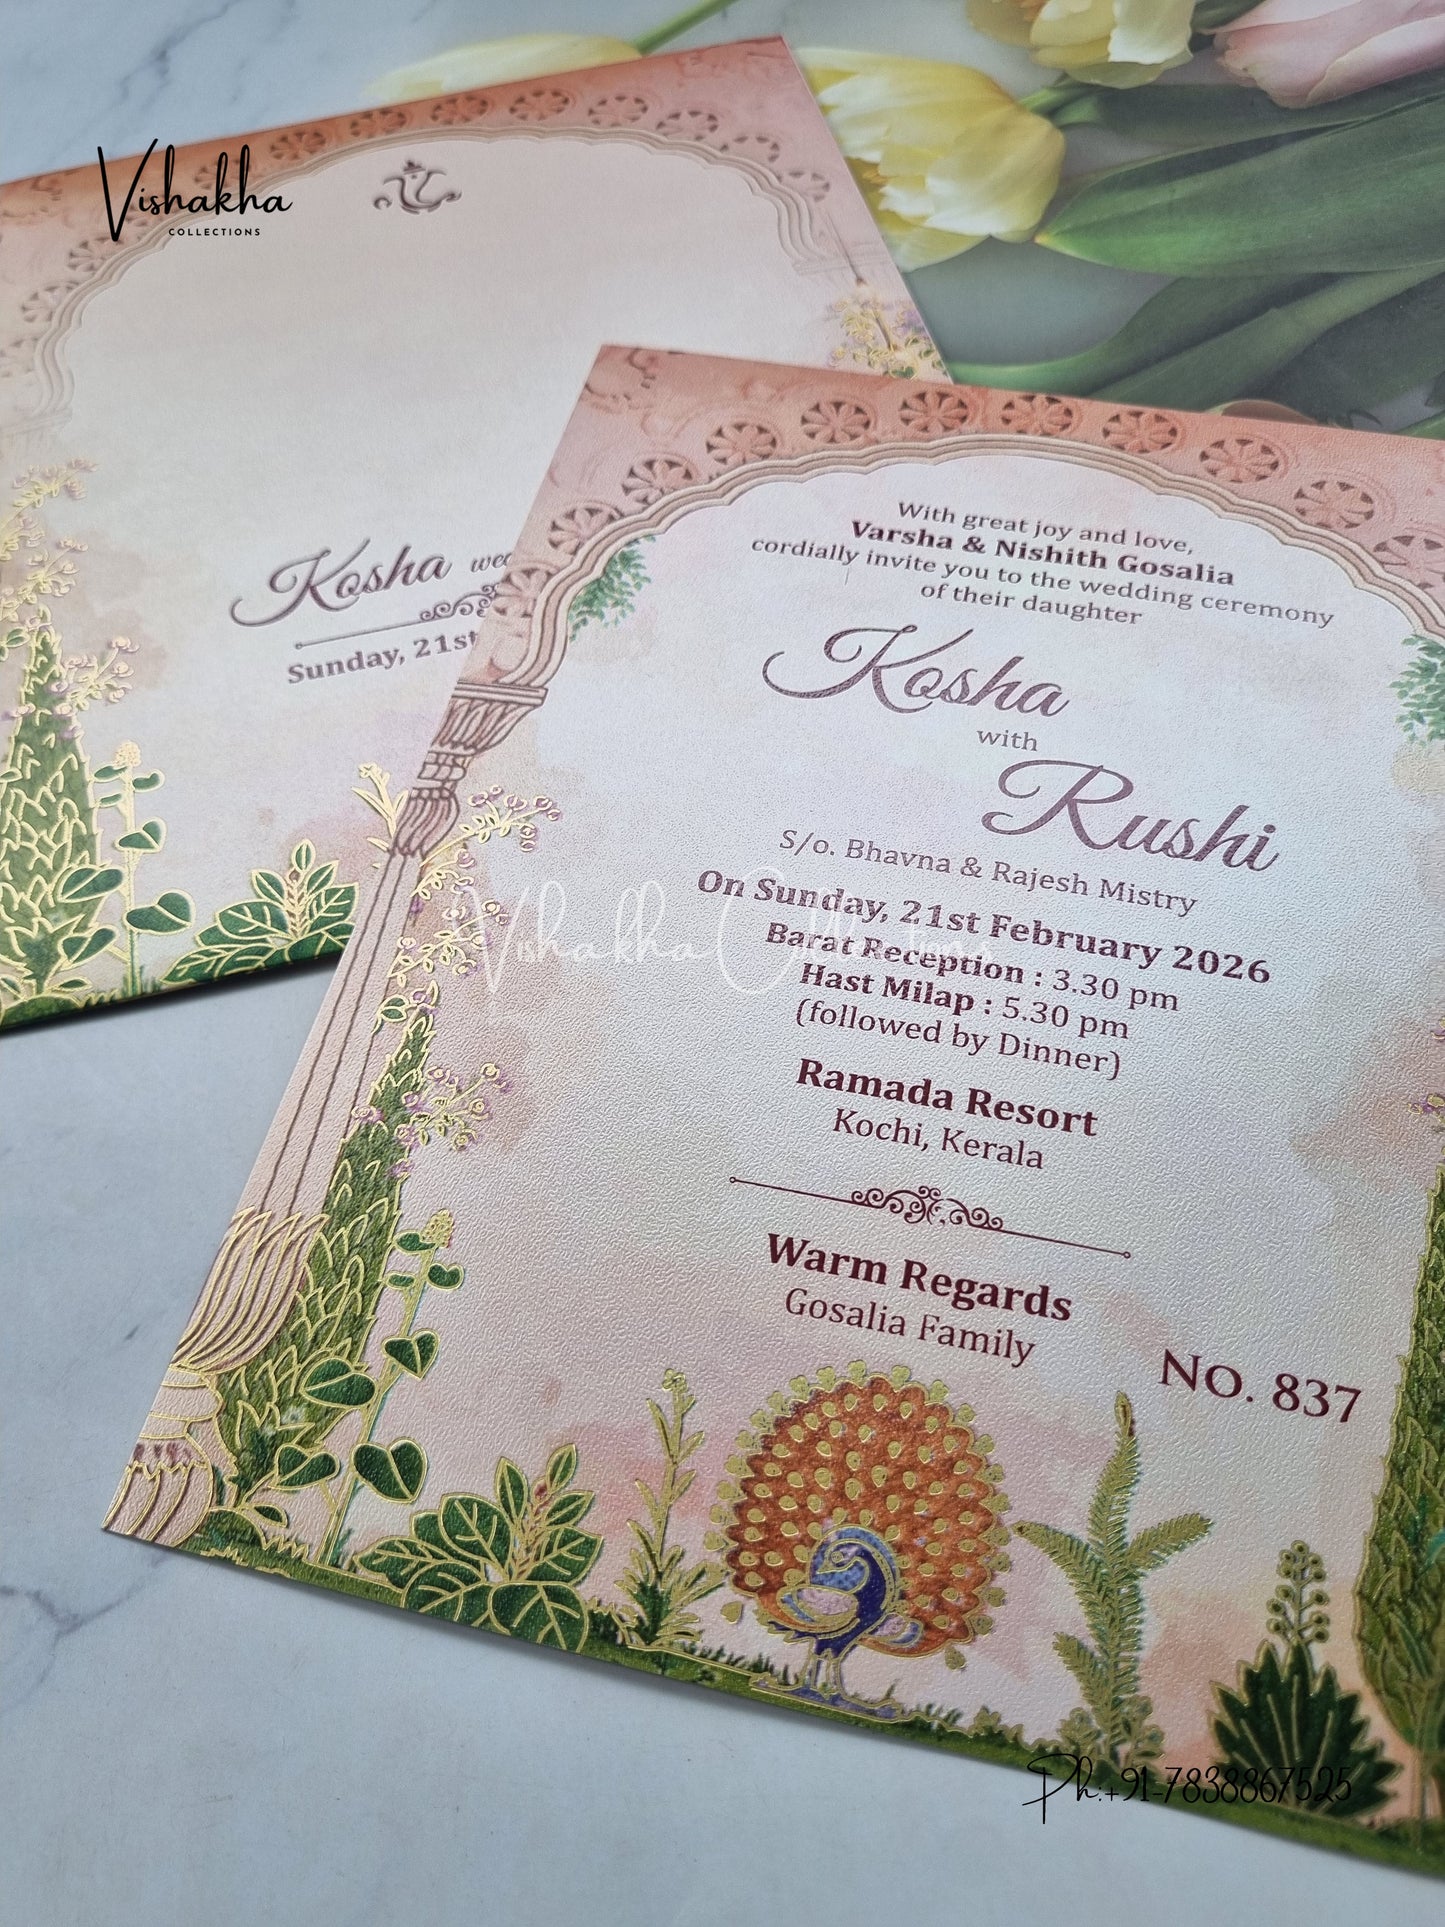 Vishakha
COLLECTIONS
Kosha
Sunday, 21st
With great joy and love,
Varsha & Nishith Gosalia
cordially invite you to the wedding ceremony
of their daughter
Kosha
with
Rushi
S/o. Bhavna & Rajesh Mistry
On Sunday, 21st February 2026
Barat Reception : 3.30 pm
Hast Milap : 5.30 pm
(followed by Dinner)
Vishakha Collections
Ramada Resort
Kochi, Kerala
Warm Regards
Gosalia Family
No. 837
Ph.:+91-7838867525